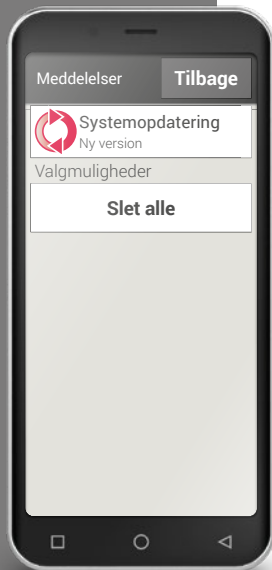 Meddelelser Tilbage
Systemopdatering
Ny version
Valgmuligheder
Slet alle